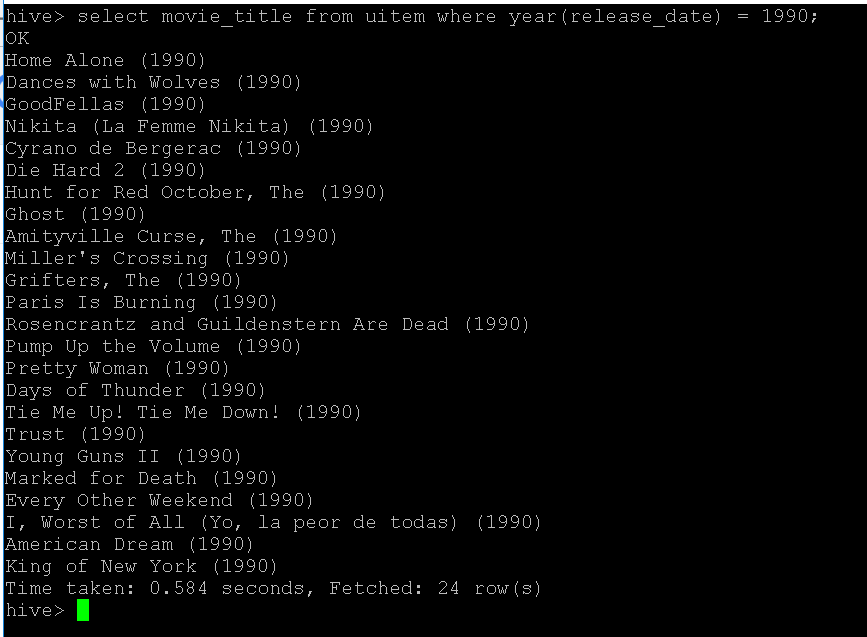 hive> select movie_title from uitem where year(release_date) = 1990;
OK
Home Alone (1990)
Dances with Wolves (1990)
GoodFellas (1990)
Nikita (La Femme Nikita) (1990)
Cyrano de Bergerac (1990)
Die Hard 2 (1990)
Hunt for Red October, The (1990)
Ghost (1990)
Amityville Curse, The (1990)
Miller's Crossing (1990)
Grifters, The (1990)
Paris Is Burning (1990)
Rosencrantz and Guildenstern Are Dead (1990)
Pump Up the Volume (1990)
Pretty Woman (1990)
Days of Thunder (1990)
Tie Me Up! Tie Me Down! (1990)
Trust (1990)
Young Guns II (1990)
Marked for Death (1990)
Every Other Weekend (1990)
I, Worst of All (Yo, la peor de todas) (1990)
American Dream (1990)
King of New York (1990)
Time taken: 0.584 seconds, Fetched: 24 row(s)
hive>